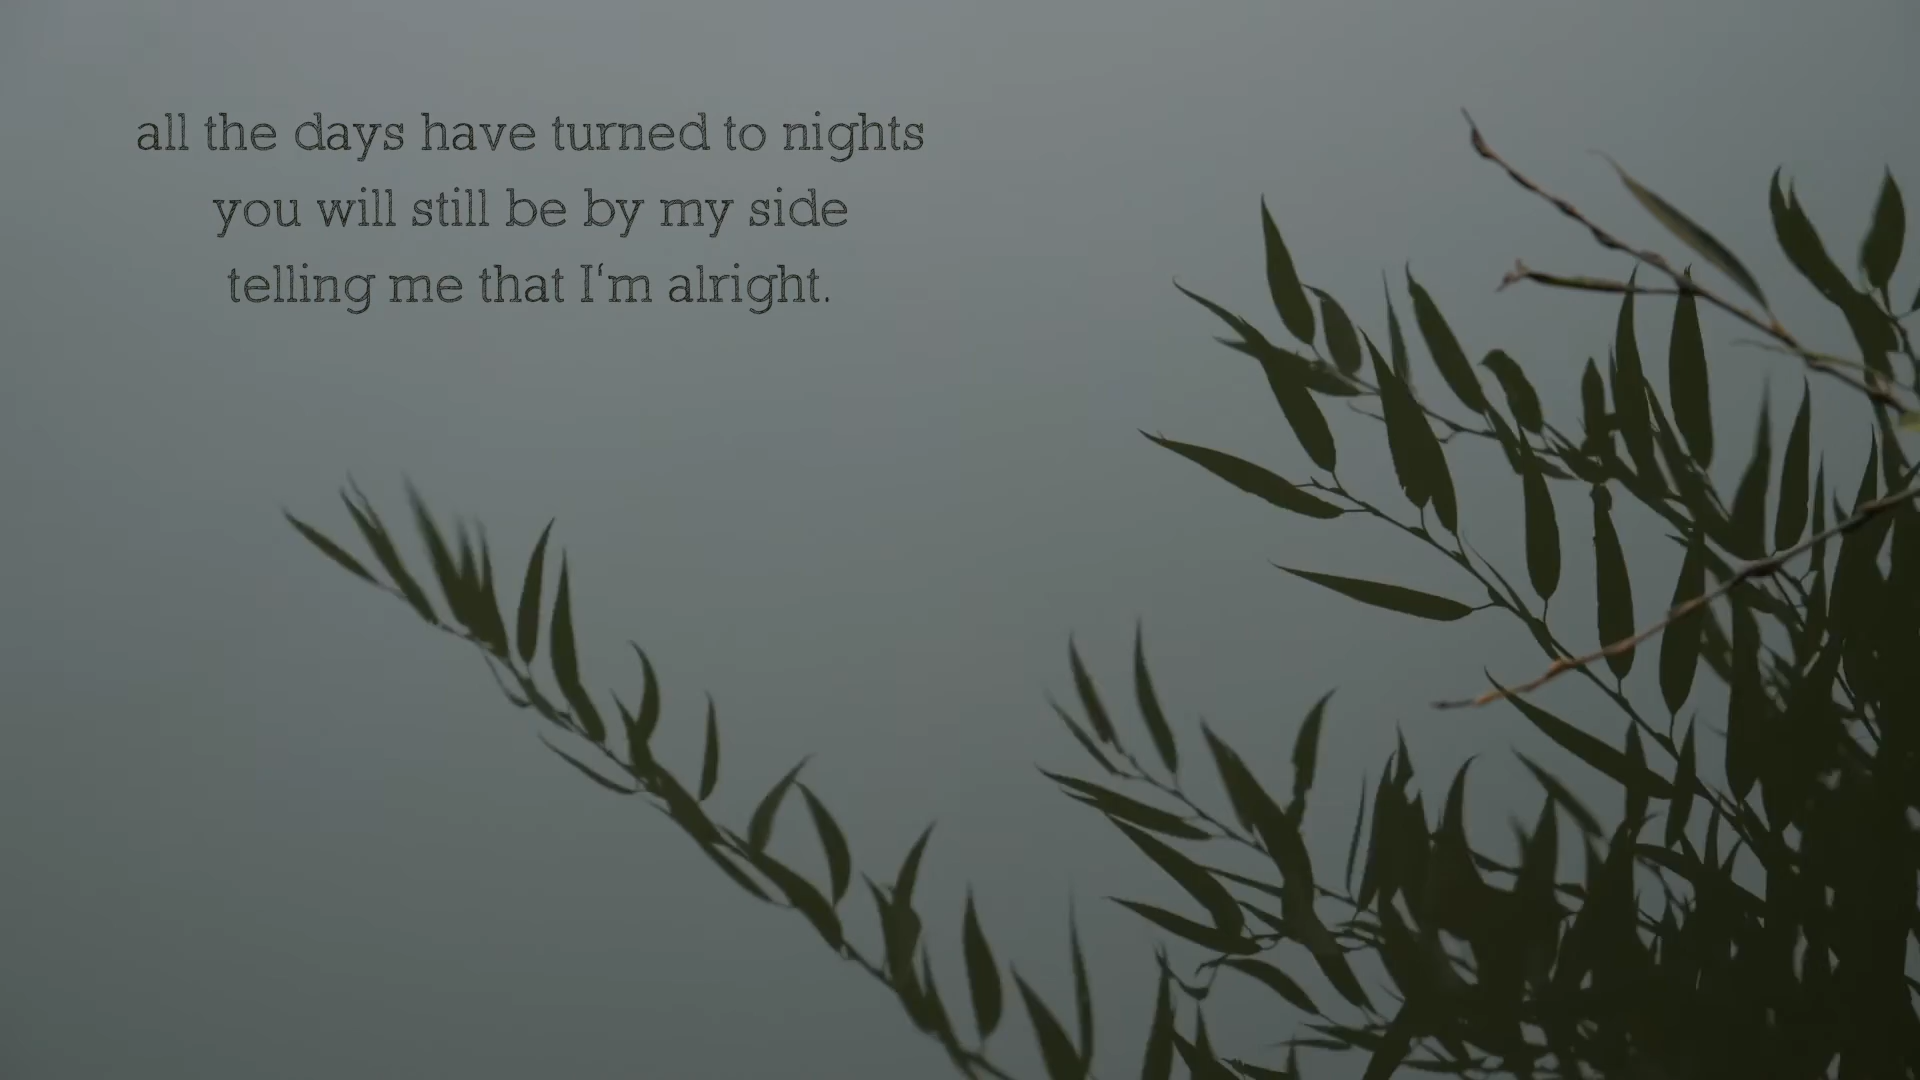 all the days have turned to nights
you will still be by my side
telling me that I‘m alright.